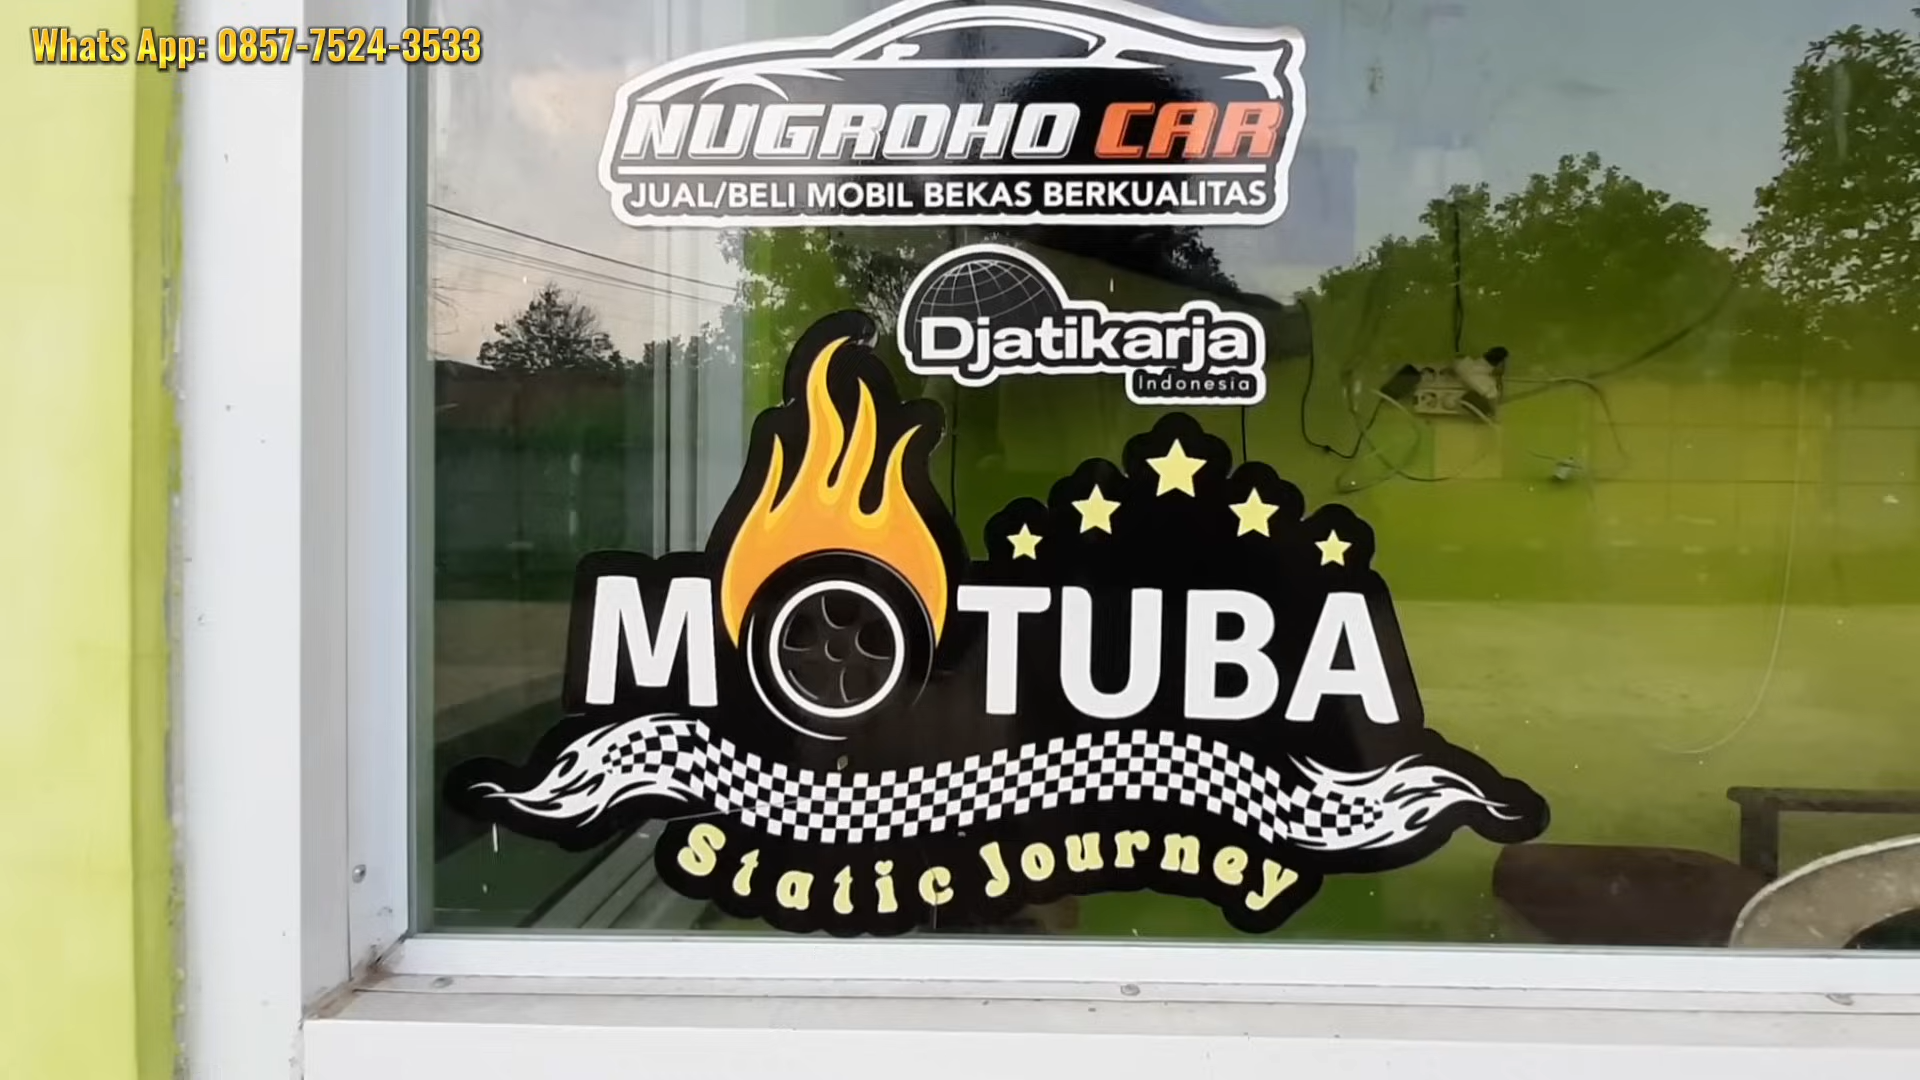 Whats App: 0857-7524-3533
NUGROHO CAR
JUAL/BELI MOBIL BEKAS BERKUALITAS
Djatikarja
Indonesia
MOTUBA
Static Journey